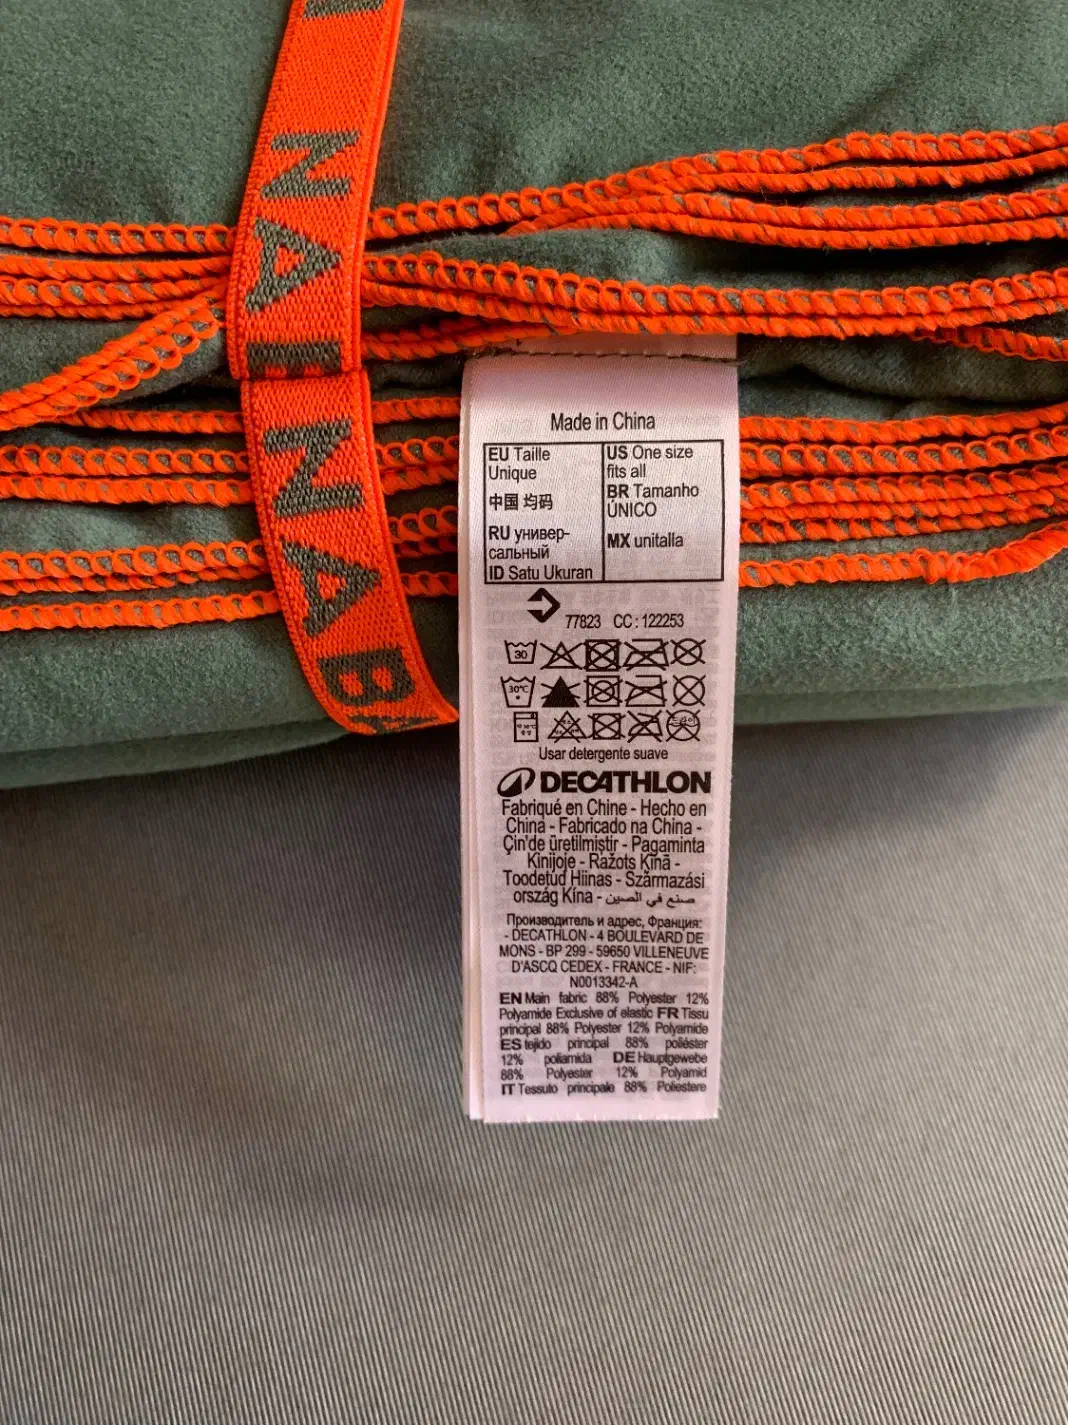 NAI
NABA
Made in China
EU Taille
Unique
中国 均码
RU универ-
сальный
ID Satu Ukuran
US One size
fits all
BR Tamanho
ÚNICO
MX unitalla
77823 CC : 122253
30
30°C
Usar detergente suave
DECATHLON
Fabriqué en Chine - Hecho en
China - Fabricado na China -
Çin'de üretilmiştir - Pagaminta
Kinijoje - Ražots Ķīnā -
Toodetud Hiinas - Származási
ország Kína - صنع في الصين
Производитель и адрес, Франция:
- DECATHLON - 4 BOULEVARD DE
MONS - BP 299 - 59650 VILLENEUVE
D'ASCQ CEDEX - FRANCE - NIF:
N0013342-A
EN Main fabric 88% Polyester 12%
Polyamide Exclusive of elastic FR Tissu
principal 88% Polyester 12% Polyamide
ES tejido principal 88% poliéster
12% poliamida DE Hauptgewebe
88% Polyester 12% Polyamid
IT Tessuto principale 88% Poliestere